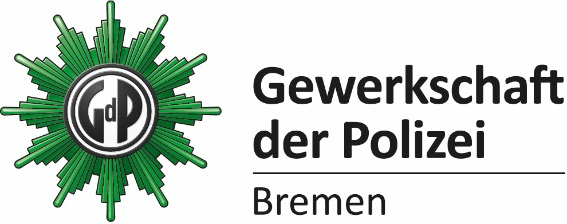 GdP
Gewerkschaft
der Polizei
Bremen